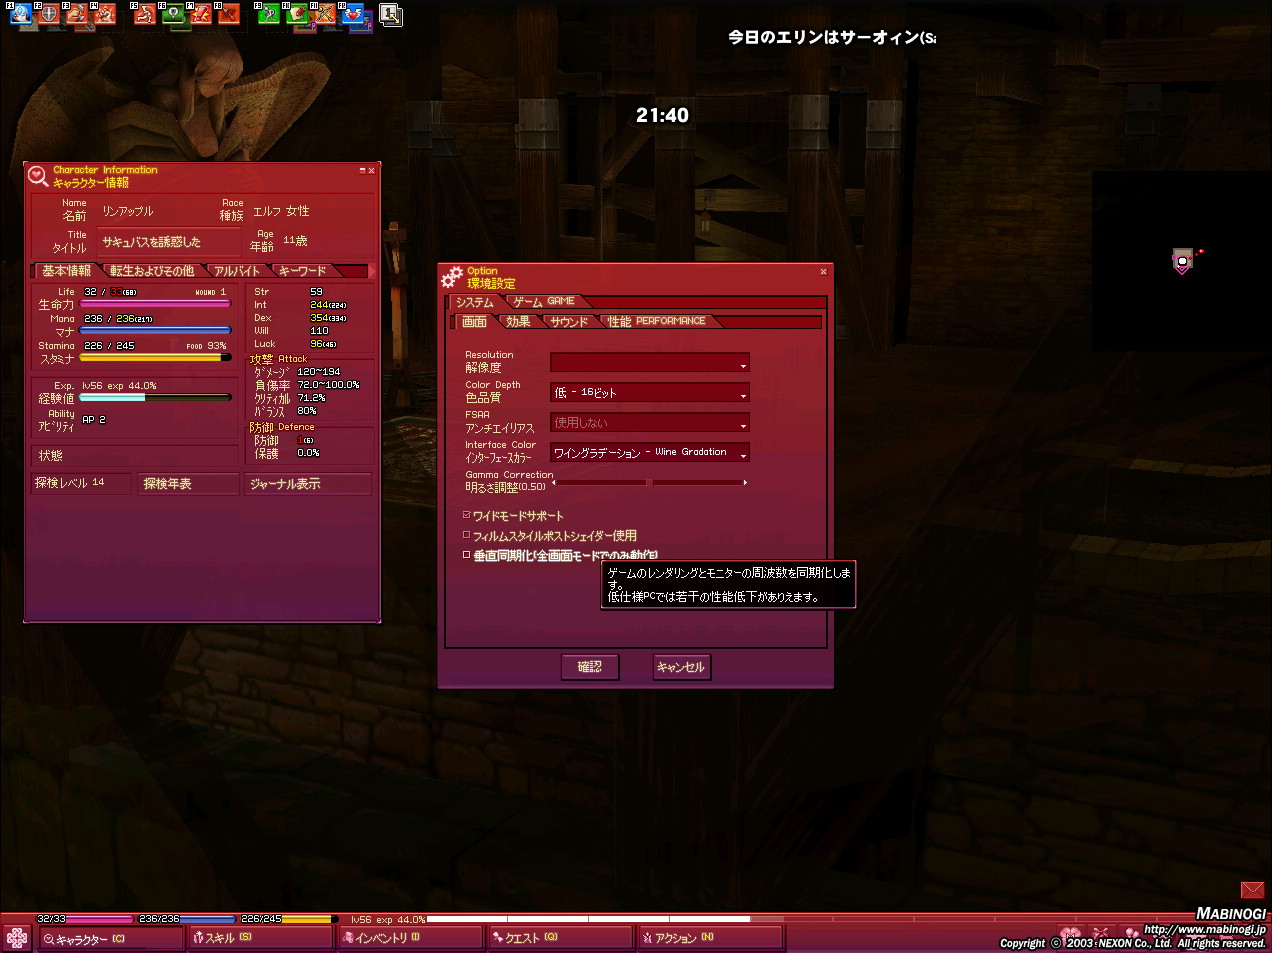 今日のエリンはサーオィン(Sa
21:40
Character Information
キャラクター情報
Name
名前
リンアップル
Race
種族
エルフ 女性
Title
タイトル
サキュバスを誘惑した
Age
年齢
11歳
基本情報
転生およびその他
アルバイト
キーワード
Life 32 / 33(68) WOUND 1
生命力
Mana 236 / 236(217)
マナ
Stamina 226 / 245 FOOD 93%
スタミナ
Exp. lv56 exp 44.0%
経験値
Ability
アビリティ
AP 2
状態
Str 59
Int 244(224)
Dex 354(334)
Will 110
Luck 96(46)
攻撃 Attack
ダメージ 120~194
負傷率 72.0~100.0%
クリティカル 71.2%
バランス 80%
防御 Defence
防御 1(6)
保護 0.0%
探検レベル 14
探検年表
ジャーナル表示
Option
環境設定
システム
ゲーム GAME
画面
効果
サウンド
性能 PERFORMANCE
Resolution
解像度
Color Depth
色品質
低 - 16ビット
FSAA
アンチエイリアス
使用しない
Interface Color
インターフェースカラー
ワイングラデーション - Wine Gradation
Gamma Correction
明るさ調整(0.50)
ワイドモードサポート
フィルムスタイルポストシェイダー使用
垂直同期化[全画面モードでのみ動作]
ゲームのレンダリングとモニターの周波数を同期化しま
す。
低仕様PCでは若干の性能低下がありえます。
確認
キャンセル
32/33
236/236
226/245
lv56 exp 44.0%
キャラクター (C)
スキル (S)
インベントリ (I)
クエスト (Q)
アクション (N)
MABINOGI
http://www.mabinogi.jp
Copyright © 2003 NEXON Co., Ltd. All rights reserved.